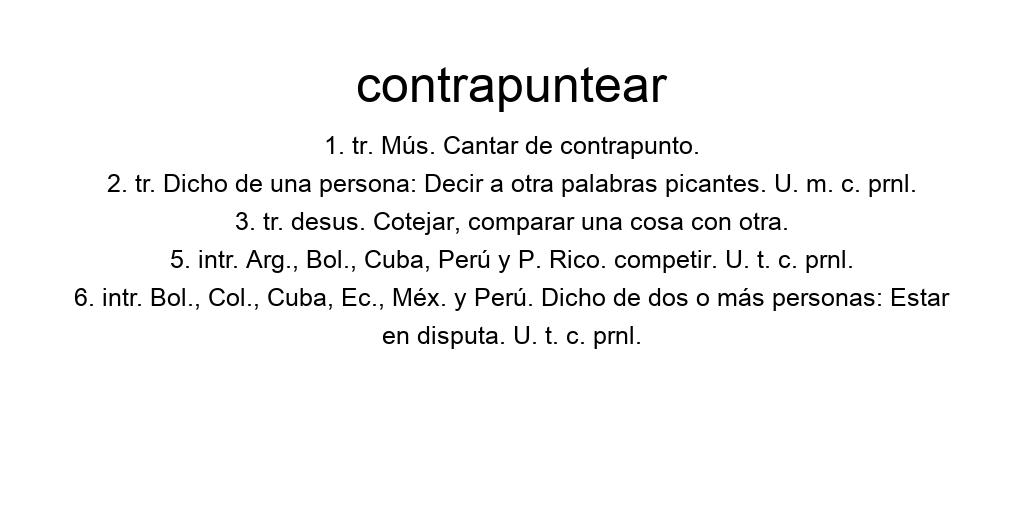 contrapuntear
1. tr. Mús. Cantar de contrapunto.
2. tr. Dicho de una persona: Decir a otra palabras picantes. U. m. c. prnl.
3. tr. desus. Cotejar, comparar una cosa con otra.
5. intr. Arg., Bol., Cuba, Perú y P. Rico. competir. U. t. c. prnl.
6. intr. Bol., Col., Cuba, Ec., Méx. y Perú. Dicho de dos o más personas: Estar
en disputa. U. t. c. prnl.